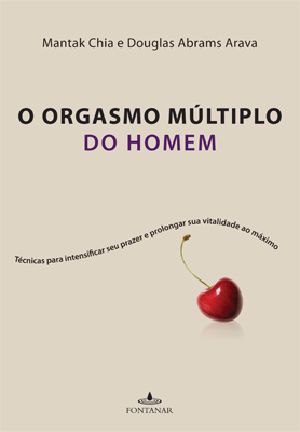 Mantak Chia e Douglas Abrams Arava
O ORGASMO MÚLTIPLO
DO HOMEM
Técnicas para intensificar seu prazer e prolongar sua vitalidade ao máximo
FONTANAR